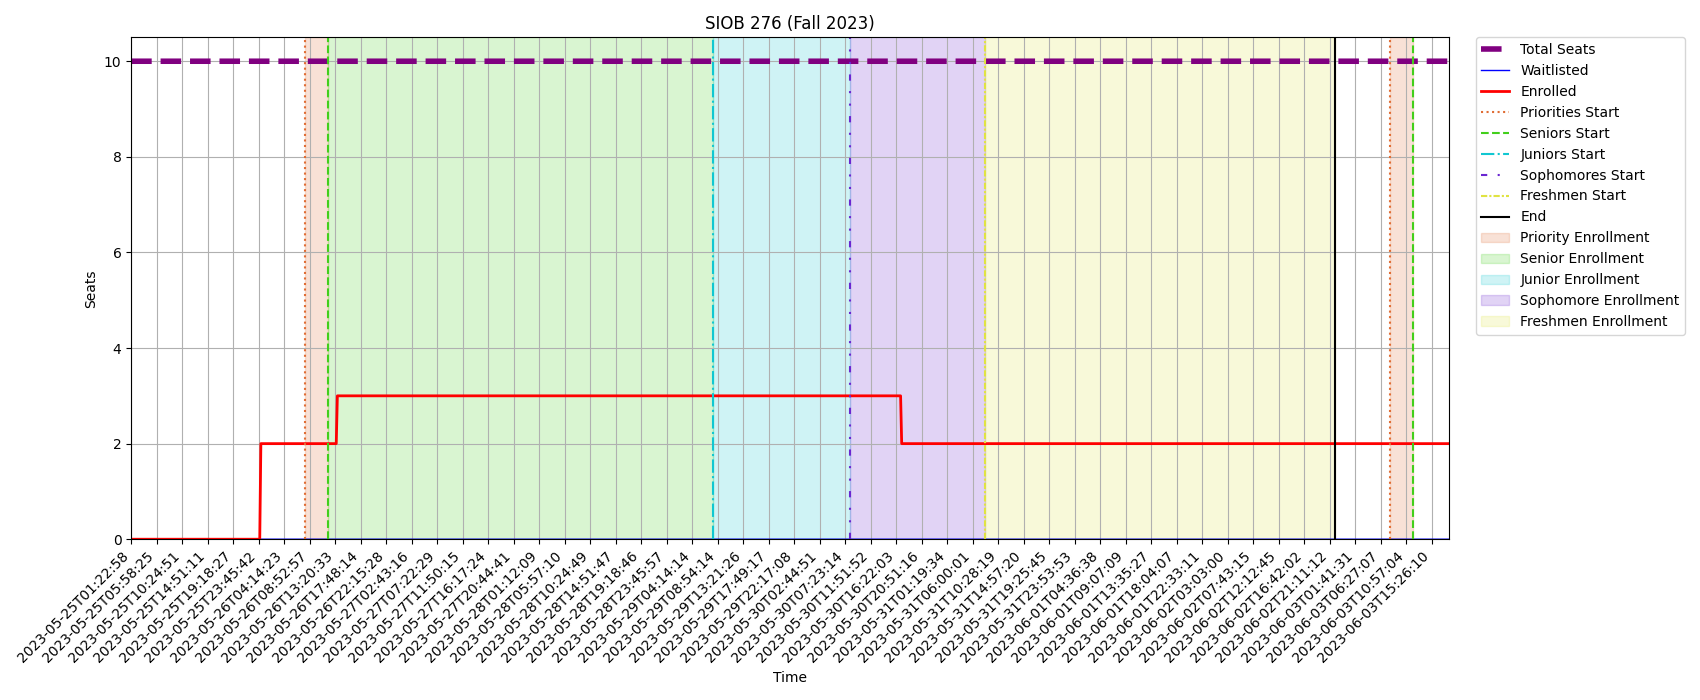 SIOB 276 (Fall 2023)
Seats
10
8
6
4
2
0
2023-05-25T01:22:58
2023-05-25T05:58:25
2023-05-25T10:24:51
2023-05-25T14:51:11
2023-05-25T19:18:27
2023-05-25T23:45:42
2023-05-26T04:14:23
2023-05-26T08:52:57
2023-05-26T13:20:33
2023-05-26T17:48:14
2023-05-26T22:15:28
2023-05-27T02:43:16
2023-05-27T07:22:29
2023-05-27T11:50:15
2023-05-27T16:17:24
2023-05-27T20:44:41
2023-05-28T01:12:09
2023-05-28T05:57:10
2023-05-28T10:24:49
2023-05-28T14:51:47
2023-05-28T19:18:46
2023-05-28T23:45:57
2023-05-29T04:14:14
2023-05-29T08:54:14
2023-05-29T13:21:26
2023-05-29T17:49:17
2023-05-29T22:17:08
2023-05-30T02:44:51
2023-05-30T07:23:14
2023-05-30T11:51:52
2023-05-30T16:22:03
2023-05-30T20:51:16
2023-05-31T01:19:34
2023-05-31T06:00:01
2023-05-31T10:28:19
2023-05-31T14:57:20
2023-05-31T19:25:45
2023-05-31T23:53:53
2023-06-01T04:36:38
2023-06-01T09:07:09
2023-06-01T13:35:27
2023-06-01T18:04:07
2023-06-01T22:33:11
2023-06-02T03:03:00
2023-06-02T07:43:15
2023-06-02T12:12:45
2023-06-02T16:42:02
2023-06-02T21:11:12
2023-06-03T01:41:31
2023-06-03T06:27:07
2023-06-03T10:57:04
2023-06-03T15:26:10
Time
Total Seats
Waitlisted
Enrolled
Priorities Start
Seniors Start
Juniors Start
Sophomores Start
Freshmen Start
End
Priority Enrollment
Senior Enrollment
Junior Enrollment
Sophomore Enrollment
Freshmen Enrollment